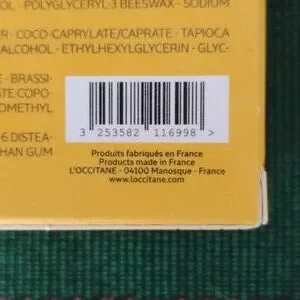 OL · POLYGLYCERYL-3 BEESWAX · SODIUM
R · COCO-CAPRYLATE/CAPRATE · TAPIOCA
ALCOHOL · ETHYLHEXYLGLYCERIN · GLYC-
E · BRASSI-
ATE COPO-
OMETHYL
3 253582 116998 >
-6 DISTEA-
HAN GUM
Produits fabriqués en France
Products made in France
L'OCCITANE · 04100 Manosque · France
www.loccitane.com